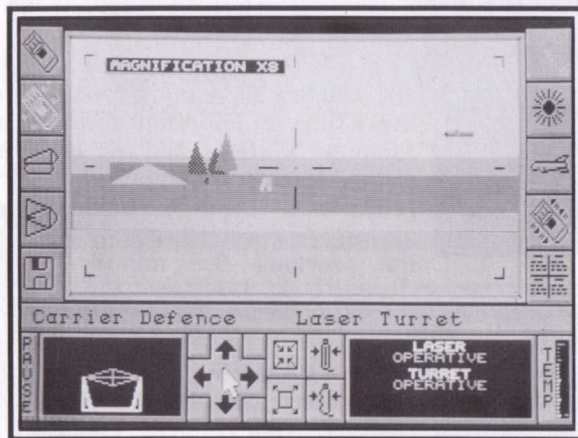 MAGNIFICATION X8
Carrier Defence Laser Turret
PAUSE
LASER
OPERATIVE
TURRET
OPERATIVE
TEMP